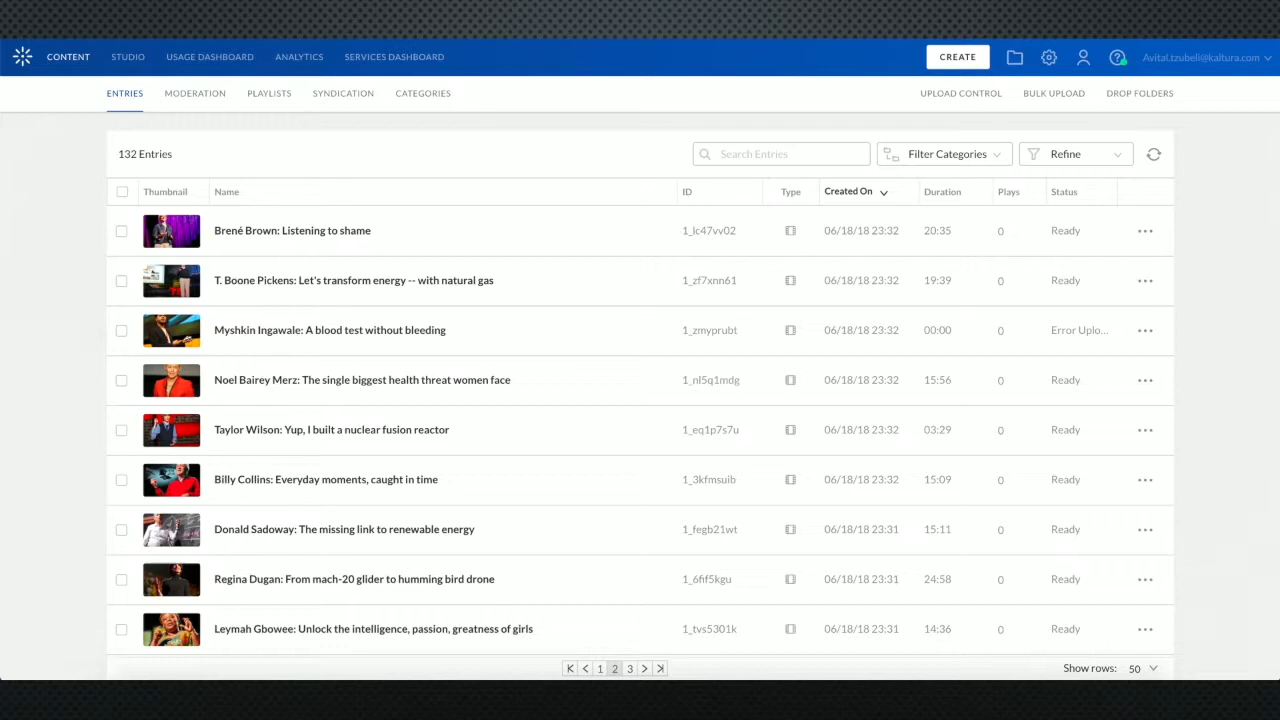 CONTENT STUDIO USAGE DASHBOARD ANALYTICS SERVICES DASHBOARD CREATE Avital.tzubeli@kaltura.com
ENTRIES MODERATION PLAYLISTS SYNDICATION CATEGORIES UPLOAD CONTROL BULK UPLOAD DROP FOLDERS
132 Entries Search Entries Filter Categories Refine
Thumbnail Name ID Type Created On Duration Plays Status
Brené Brown: Listening to shame 1_lc47vv02 06/18/18 23:32 20:35 0 Ready
T. Boone Pickens: Let's transform energy -- with natural gas 1_zf7xnn61 06/18/18 23:32 19:39 0 Ready
Myshkin Ingawale: A blood test without bleeding 1_zmyprubt 06/18/18 23:32 00:00 0 Error Uplo...
Noel Bairey Merz: The single biggest health threat women face 1_nl5q1mdg 06/18/18 23:32 15:56 0 Ready
Taylor Wilson: Yup, I built a nuclear fusion reactor 1_eq1p7s7u 06/18/18 23:32 03:29 0 Ready
Billy Collins: Everyday moments, caught in time 1_3kfmsuib 06/18/18 23:32 15:09 0 Ready
Donald Sadoway: The missing link to renewable energy 1_fegb21wt 06/18/18 23:31 15:11 0 Ready
Regina Dugan: From mach-20 glider to humming bird drone 1_6fif5kgu 06/18/18 23:31 24:58 0 Ready
Leymah Gbowee: Unlock the intelligence, passion, greatness of girls 1_tvs5301k 06/18/18 23:31 14:36 0 Ready
1 2 3 Show rows: 50